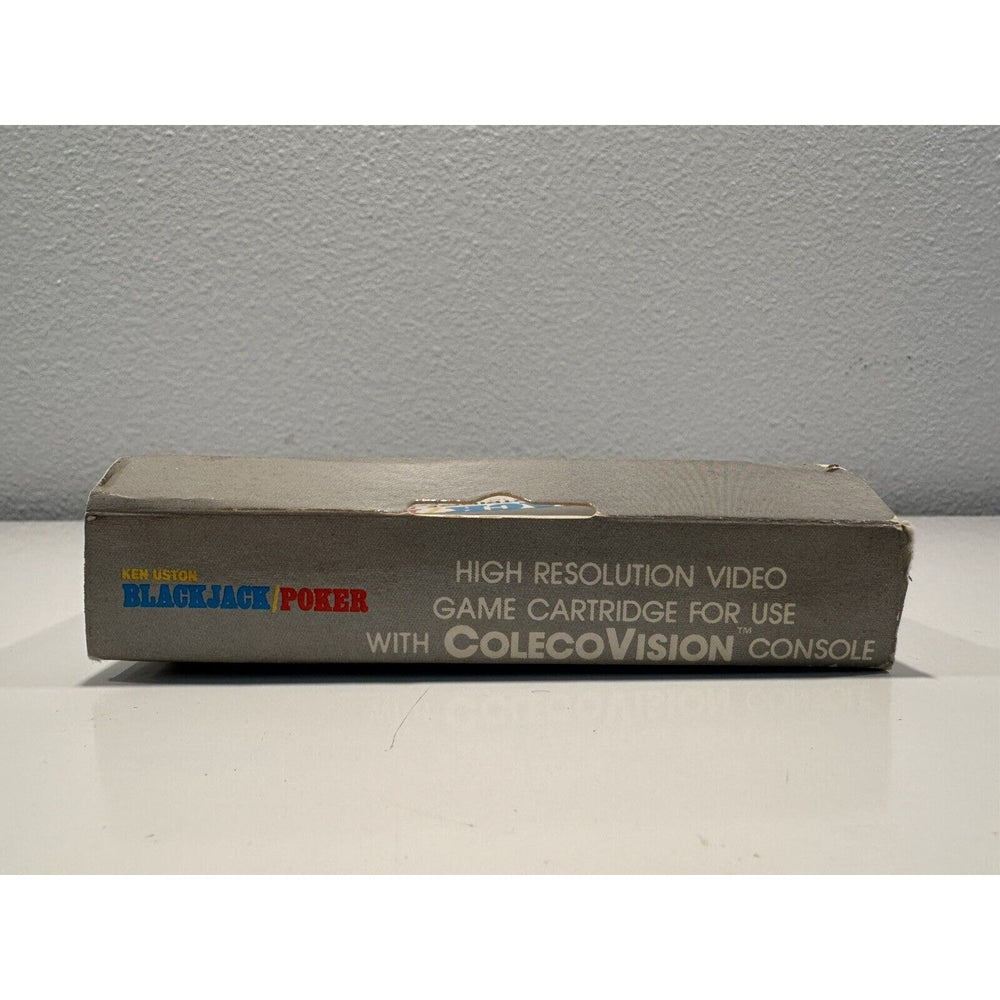 KEN USTON
BLACKJACK/POKER
HIGH RESOLUTION VIDEO
GAME CARTRIDGE FOR USE
WITH COLECOVISION™ CONSOLE